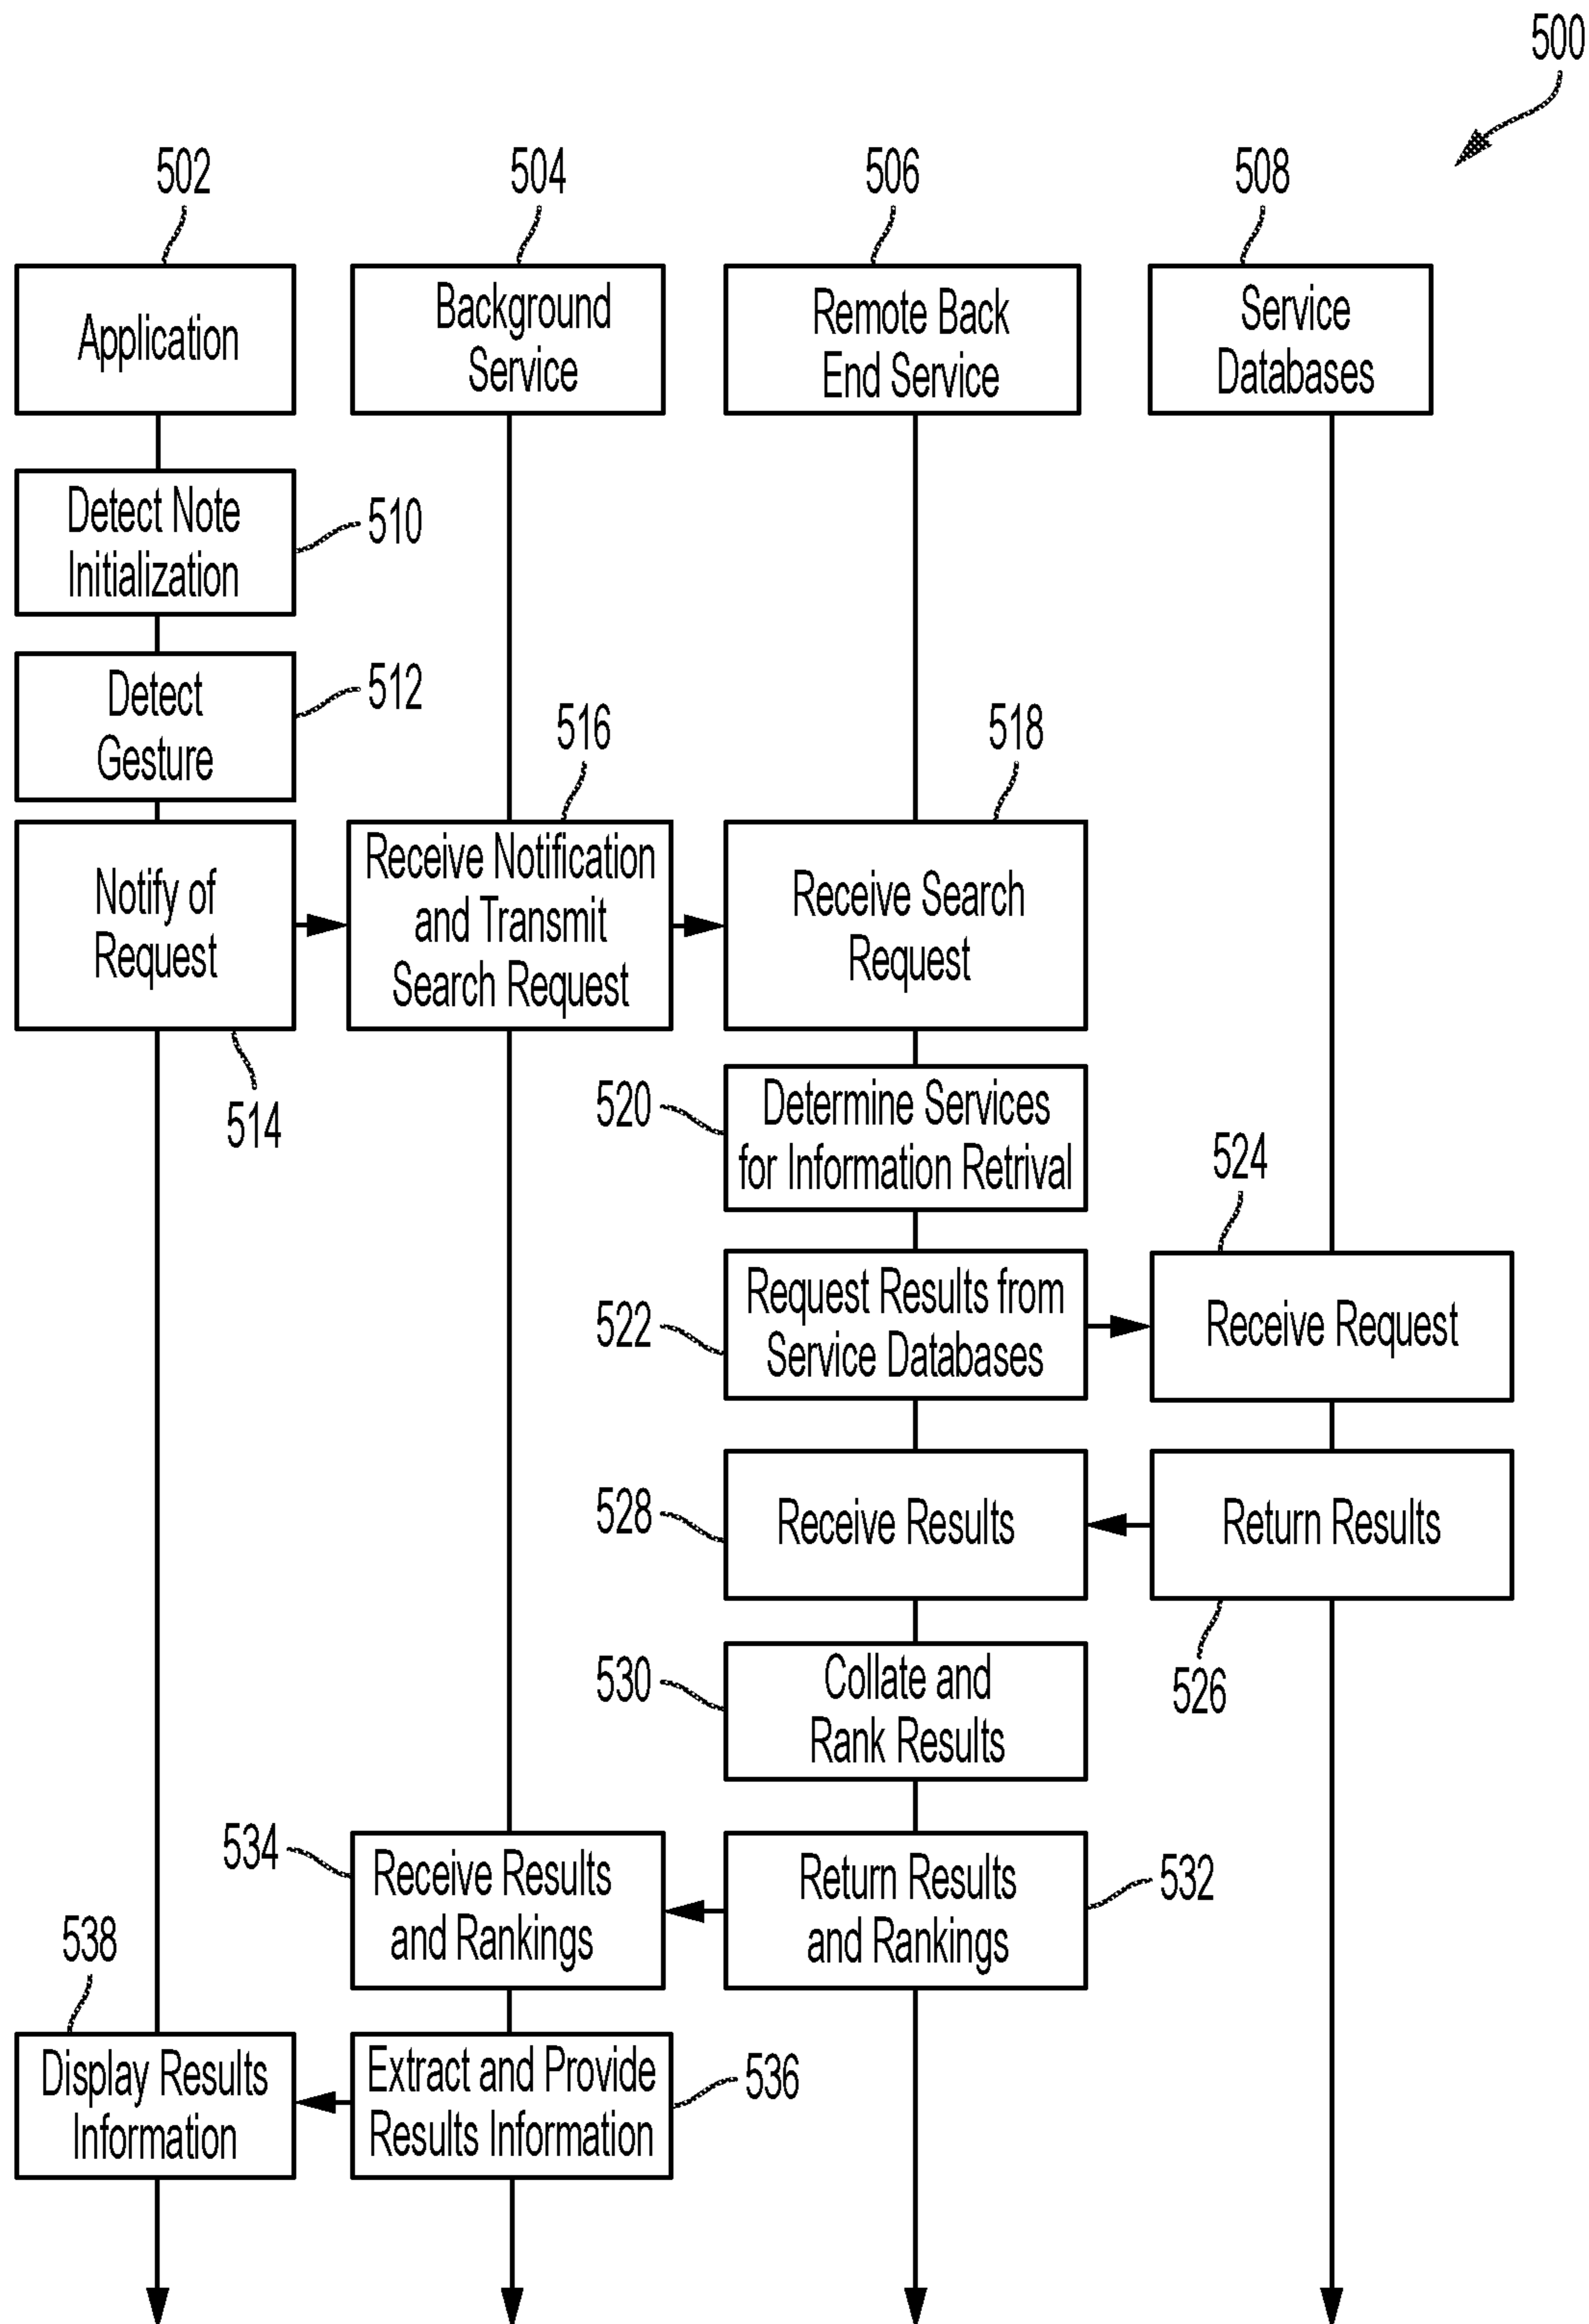 500
502
504
506
508
Application
Background
Service
Remote Back
End Service
Service
Databases
Detect Note
Initialization
510
Detect
Gesture
512
516
518
Notify of
Request
Receive Notification
and Transmit
Search Request
Receive Search
Request
514
520
Determine Services
for Information Retrival
524
522
Request Results from
Service Databases
Receive Request
528
Receive Results
Return Results
526
530
Collate and
Rank Results
534
Receive Results
and Rankings
Return Results
and Rankings
532
538
Display Results
Information
Extract and Provide
Results Information
536